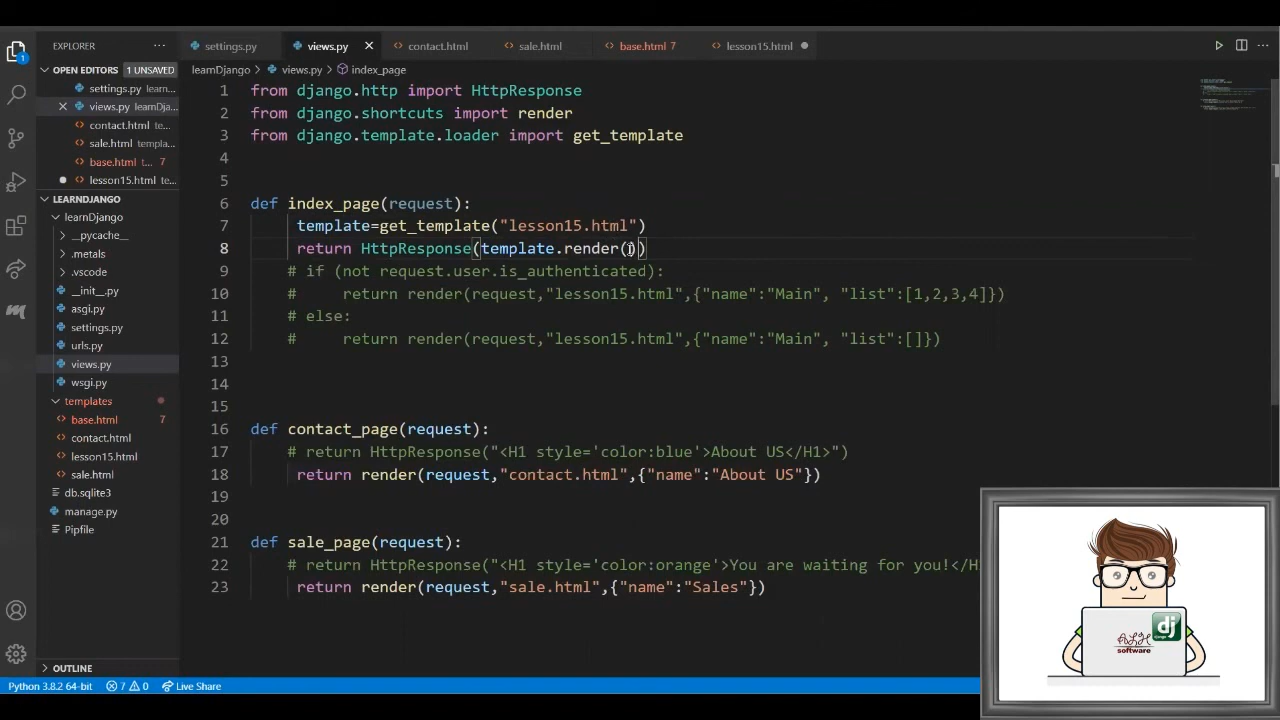 EXPLORER
settings.py
views.py
contact.html
sale.html
base.html 7
lesson15.html
OPEN EDITORS
1 UNSAVED
learnDjango > views.py > index_page
settings.py learn...
views.py learnDja...
contact.html te...
sale.html templa...
base.html t... 7
lesson15.html te...
LEARNDJANGO
learnDjango
__pycache__
.metals
.vscode
__init__.py
asgi.py
settings.py
urls.py
views.py
wsgi.py
templates
base.html 7
contact.html
lesson15.html
sale.html
db.sqlite3
manage.py
Pipfile
OUTLINE
1 from django.http import HttpResponse
2 from django.shortcuts import render
3 from django.template.loader import get_template
4
5
6 def index_page(request):
7 template=get_template("lesson15.html")
8 return HttpResponse(template.render())
9 # if (not request.user.is_authenticated):
10 # return render(request,"lesson15.html",{"name":"Main", "list":[1,2,3,4]})
11 # else:
12 # return render(request,"lesson15.html",{"name":"Main", "list":[]})
13
14
15
16 def contact_page(request):
17 # return HttpResponse("<H1 style='color:blue'>About US</H1>")
18 return render(request,"contact.html",{"name":"About US"})
19
20
21 def sale_page(request):
22 # return HttpResponse("<H1 style='color:orange'>You are waiting for you!</H
23 return render(request,"sale.html",{"name":"Sales"})
dj
django
software
Python 3.8.2 64-bit
7 0
Live Share
1